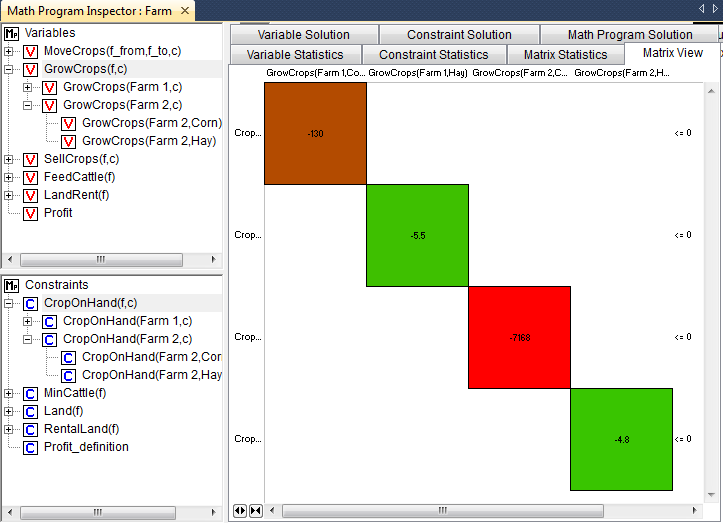 Math Program Inspector : Farm
Variables
MoveCrops(f_from,f_to,c)
GrowCrops(f,c)
GrowCrops(Farm 1,c)
GrowCrops(Farm 2,c)
GrowCrops(Farm 2,Corn)
GrowCrops(Farm 2,Hay)
SellCrops(f,c)
FeedCattle(f)
LandRent(f)
Profit
Constraints
CropOnHand(f,c)
CropOnHand(Farm 1,c)
CropOnHand(Farm 2,c)
CropOnHand(Farm 2,Corn
CropOnHand(Farm 2,Hay
MinCattle(f)
Land(f)
RentalLand(f)
Profit_definition
Variable Solution Constraint Solution Math Program Solution
Variable Statistics Constraint Statistics Matrix Statistics Matrix View
GrowCrops(Farm 1,Co... GrowCrops(Farm 1,Hay) GrowCrops(Farm 2,C... GrowCrops(Farm 2,H...
Crop... -130 <= 0
Crop... -5.5 <= 0
Crop... <= 0
Crop... -4.8 <= 0